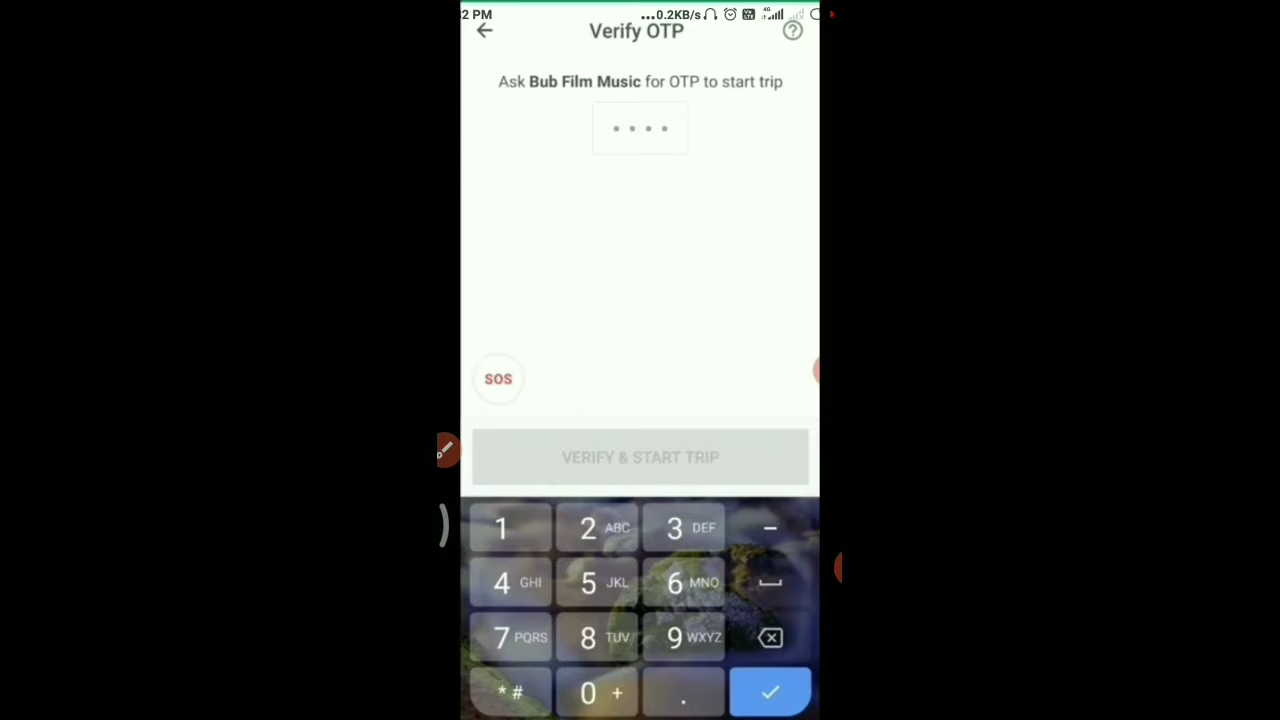 2 PM ...0.2KB/s 4G
Verify OTP ?
Ask Bub Film Music for OTP to start trip
SOS
VERIFY & START TRIP
1 2 ABC 3 DEF -
4 GHI 5 JKL 6 MNO
7 PQRS 8 TUV 9 WXYZ
* # 0 + .